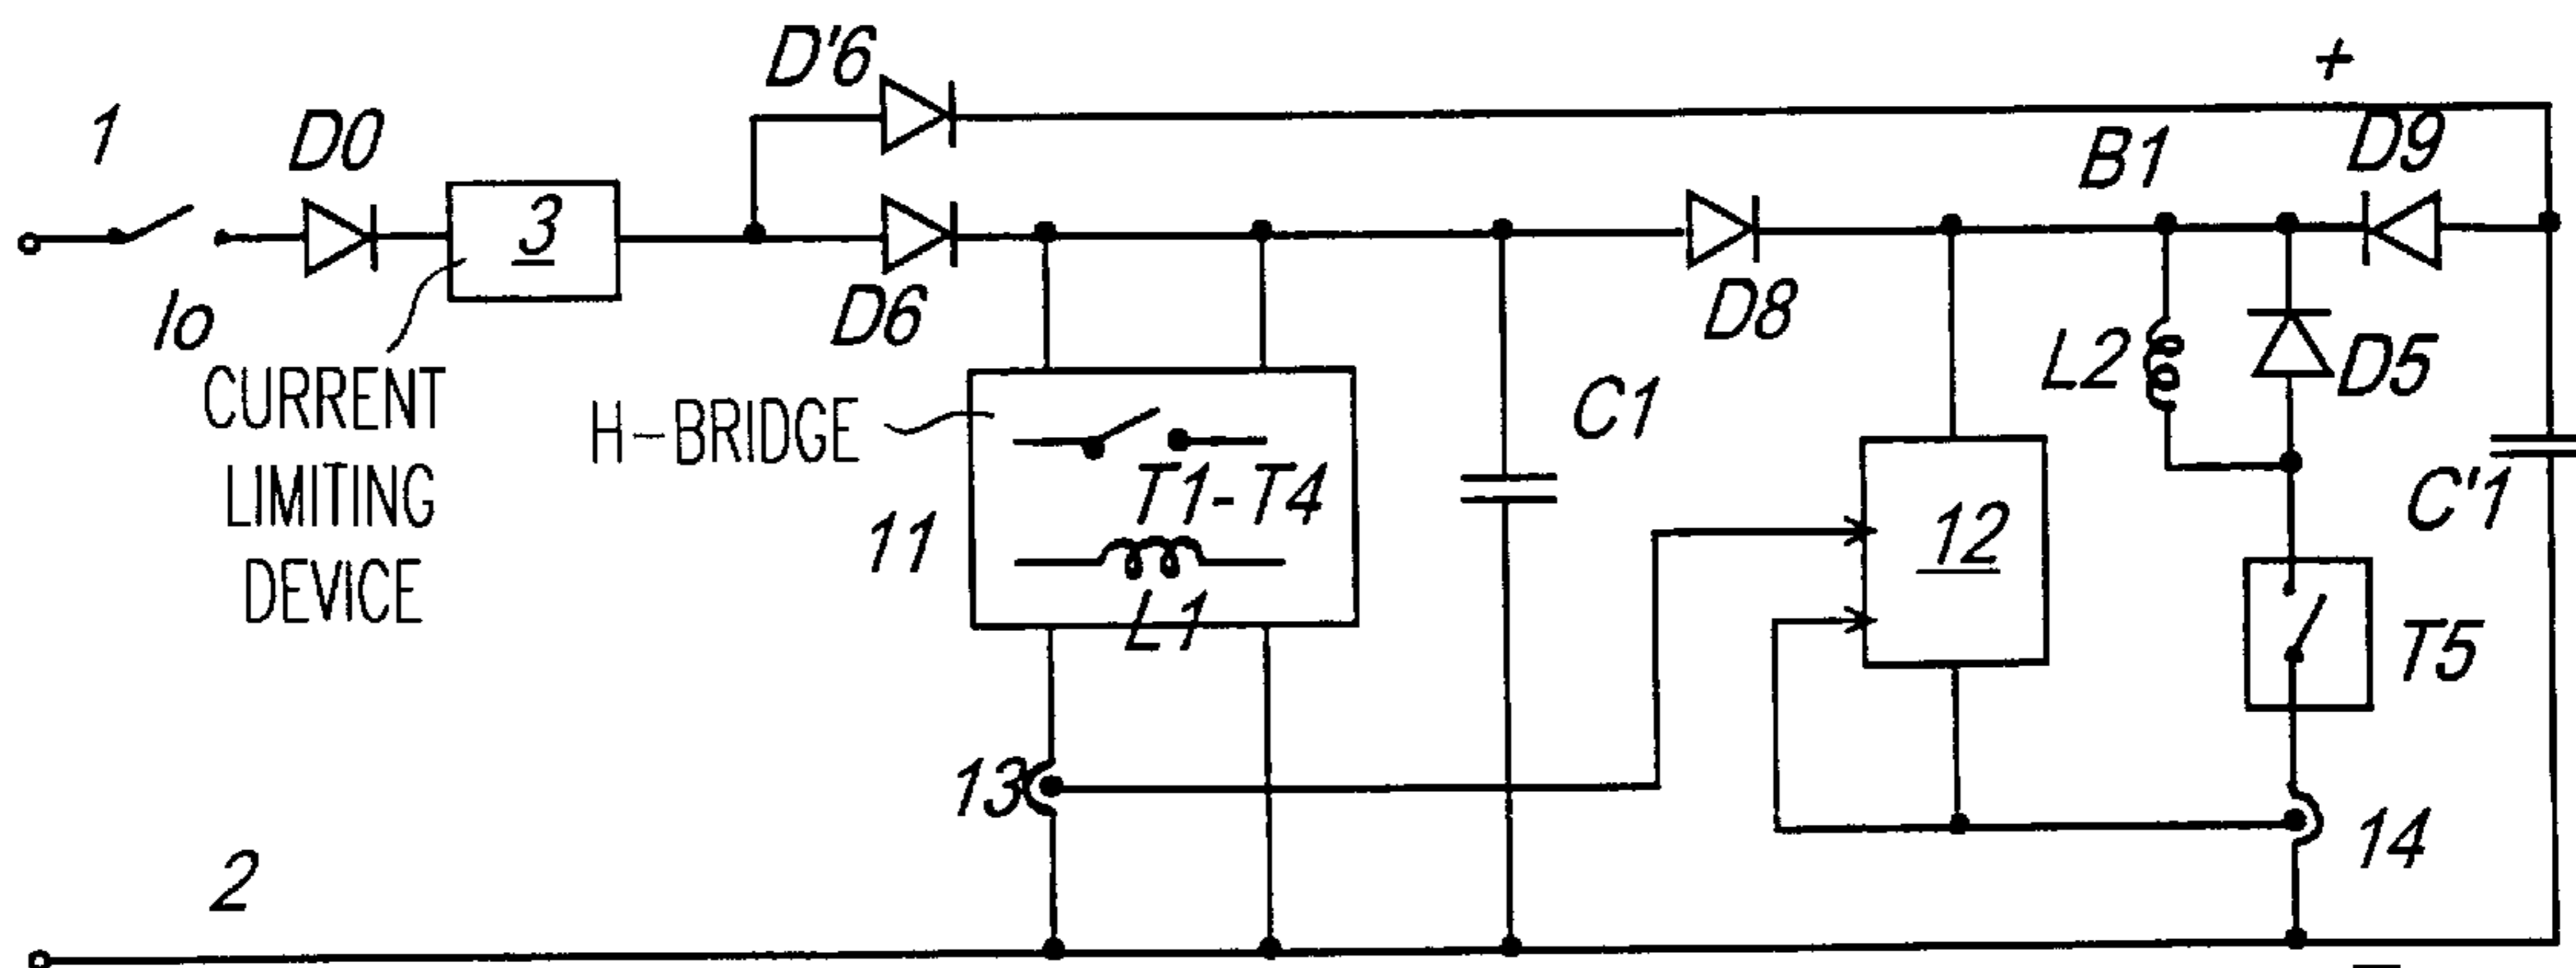 D'6
+
1
D0
B1
D9
3
Io
D6
D8
L2
D5
CURRENT
LIMITING
DEVICE
H-BRIDGE
C1
T1-T4
C'1
11
12
L1
T5
13
14
2